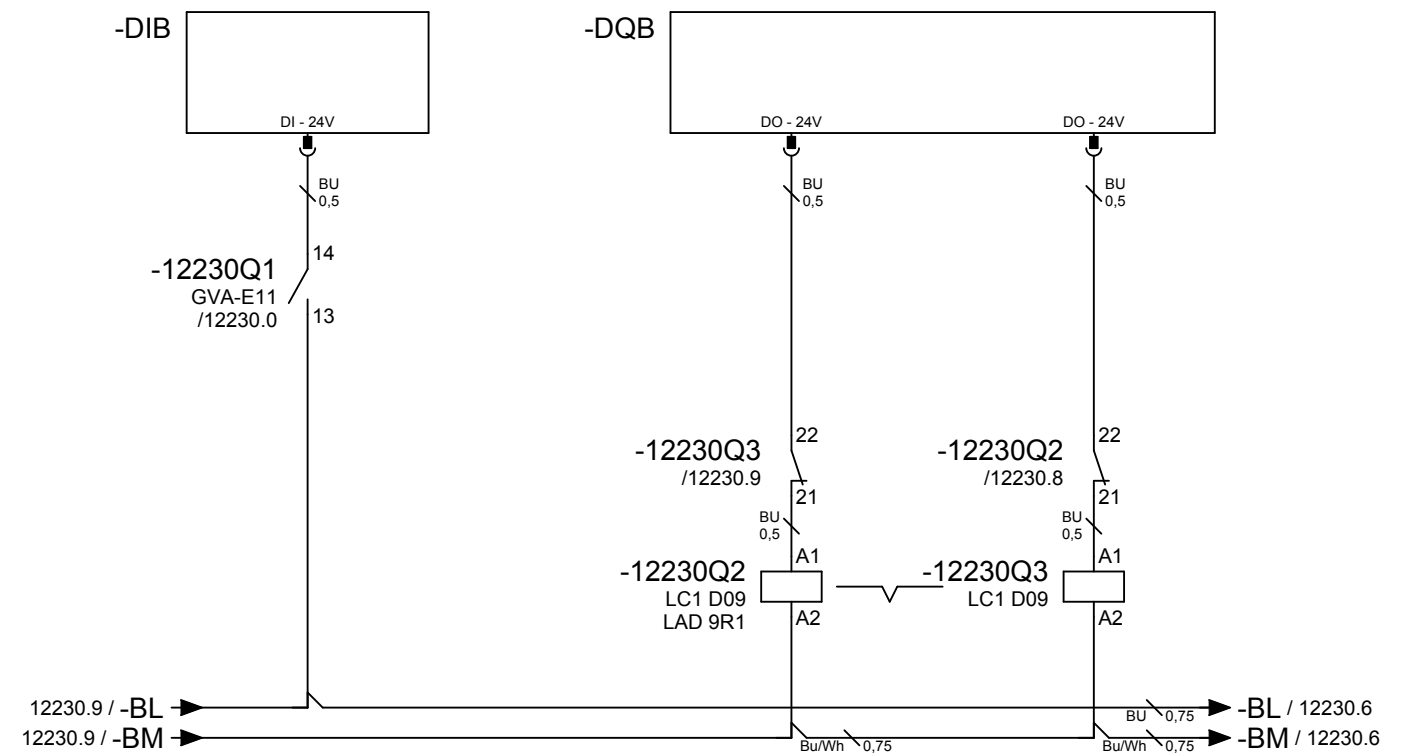 -DIB
-DQB
DI - 24V
DO - 24V
DO - 24V
BU
0,5
BU
0,5
BU
0,5
14
-12230Q1
GVA-E11
/12230.0
13
22
-12230Q3
/12230.9
21
22
-12230Q2
/12230.8
21
BU
0,5
BU
0,5
A1
-12230Q2
LC1 D09
LAD 9R1
A2
A1
-12230Q3
LC1 D09
A2
12230.9 / -BL
BU 0,75
-BL / 12230.6
12230.9 / -BM
Bu/Wh 0,75
Bu/Wh 0,75
-BM / 12230.6